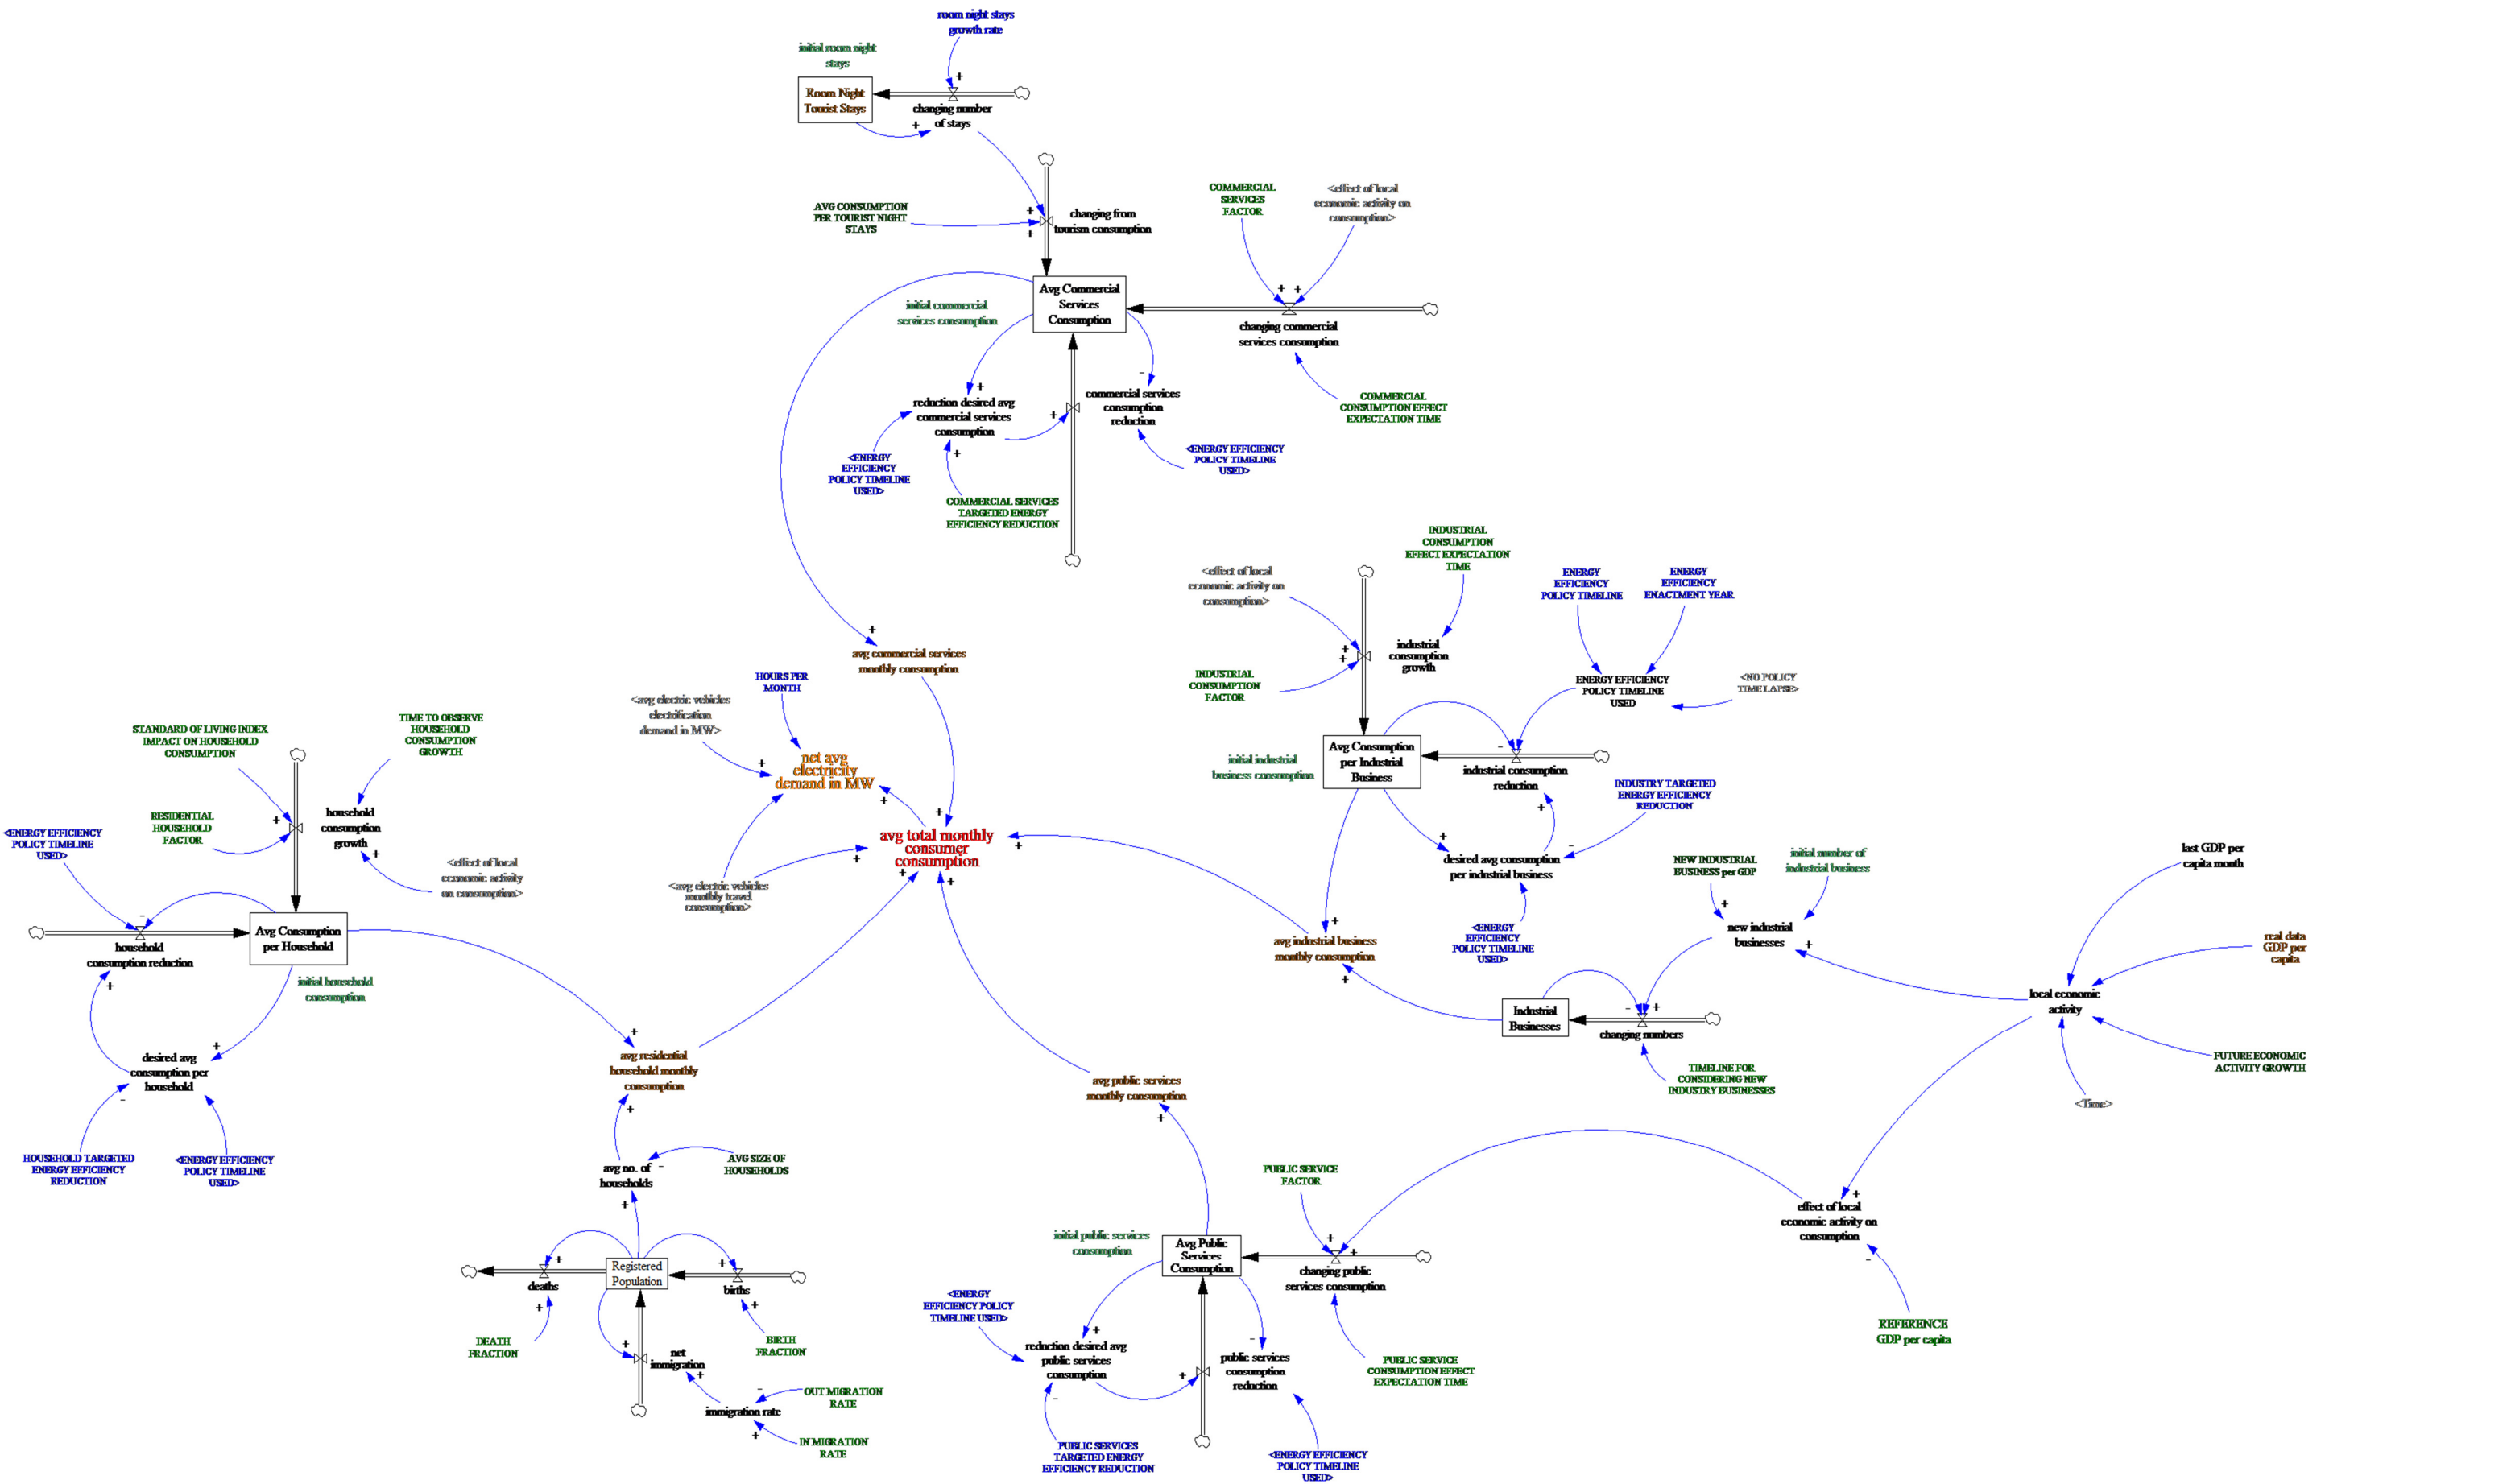 room night stays
growth rate
initial room night
stays
Room Night
Tourist Stays
changing number
of stays
AVG CONSUMPTION
PER TOURIST NIGHT
STAYS
changing from
tourism consumption
COMMERCIAL
SERVICES
FACTOR
<effect of local
economic activity on
consumption>
Avg Commercial
Services
Consumption
initial commercial
services consumption
changing commercial
services consumption
COMMERCIAL
CONSUMPTION EFFECT
EXPECTATION TIME
reduction desired avg
commercial services
consumption
commercial services
consumption
reduction
<ENERGY
EFFICIENCY
POLICY TIMELINE
USED>
<ENERGY EFFICIENCY
POLICY TIMELINE
USED>
COMMERCIAL SERVICES
TARGETED ENERGY
EFFICIENCY REDUCTION
INDUSTRIAL
CONSUMPTION
EFFECT EXPECTATION
TIME
<effect of local
economic activity on
consumption>
ENERGY
EFFICIENCY
POLICY TIMELINE
ENERGY
EFFICIENCY
ENACTMENT YEAR
industrial
consumption
growth
INDUSTRIAL
CONSUMPTION
FACTOR
ENERGY EFFICIENCY
POLICY TIMELINE
USED
<NO POLICY
TIME LAPSE>
avg commercial services
monthly consumption
HOURS PER
MONTH
<avg electric vehicles
electrification
demand in MW>
net avg
electricity
demand in MW
STANDARD OF LIVING INDEX
IMPACT ON HOUSEHOLD
CONSUMPTION
TIME TO OBSERVE
HOUSEHOLD
CONSUMPTION
GROWTH
RESIDENTIAL
HOUSEHOLD
FACTOR
household
consumption
growth
<ENERGY EFFICIENCY
POLICY TIMELINE
USED>
<effect of local
economic activity
on consumption>
avg total monthly
consumer
consumption
<avg electric vehicles
monthly travel
consumption>
Avg Consumption
per Industrial
Business
initial industrial
business consumption
industrial consumption
reduction
INDUSTRY TARGETED
ENERGY EFFICIENCY
REDUCTION
desired avg consumption
per industrial business
<ENERGY
EFFICIENCY
POLICY TIMELINE
USED>
NEW INDUSTRIAL
BUSINESS per GDP
initial number of
industrial business
last GDP per
capita month
new industrial
businesses
real data
GDP per
capita
avg industrial business
monthly consumption
Avg Consumption
per Household
household
consumption reduction
initial household
consumption
Industrial
Businesses
changing numbers
local economic
activity
TIMELINE FOR
CONSIDERING NEW
INDUSTRY BUSINESSES
FUTURE ECONOMIC
ACTIVITY GROWTH
<Time>
desired avg
consumption per
household
avg residential
household monthly
consumption
avg public services
monthly consumption
HOUSEHOLD TARGETED
ENERGY EFFICIENCY
REDUCTION
<ENERGY EFFICIENCY
POLICY TIMELINE
USED>
avg no. of
households
AVG SIZE OF
HOUSEHOLDS
PUBLIC SERVICE
FACTOR
effect of local
economic activity on
consumption
REFERENCE
GDP per capita
Registered
Population
deaths
births
DEATH
FRACTION
BIRTH
FRACTION
net
immigration
immigration rate
OUT MIGRATION
RATE
IN MIGRATION
RATE
initial public services
consumption
Avg Public
Services
Consumption
changing public
services consumption
<ENERGY
EFFICIENCY POLICY
TIMELINE USED>
reduction desired avg
public services
consumption
public services
consumption
reduction
PUBLIC SERVICE
CONSUMPTION EFFECT
EXPECTATION TIME
PUBLIC SERVICES
TARGETED ENERGY
EFFICIENCY REDUCTION
<ENERGY EFFICIENCY
POLICY TIMELINE
USED>